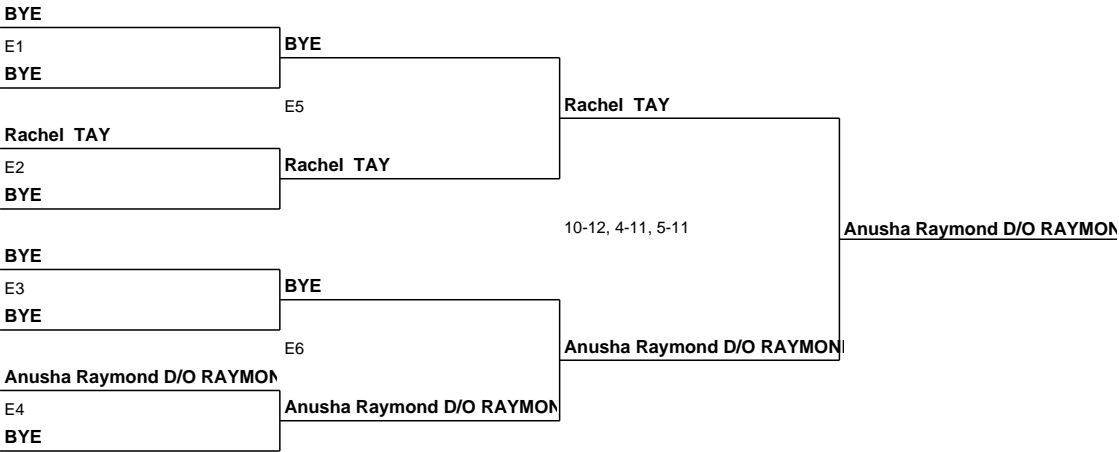 BYE
E1
BYE
BYE
E5
Rachel TAY
Rachel TAY
E2
Rachel TAY
BYE
10-12, 4-11, 5-11
Anusha Raymond D/O RAYMON
BYE
E3
BYE
BYE
E6
Anusha Raymond D/O RAYMON
Anusha Raymond D/O RAYMON
E4
Anusha Raymond D/O RAYMON
BYE